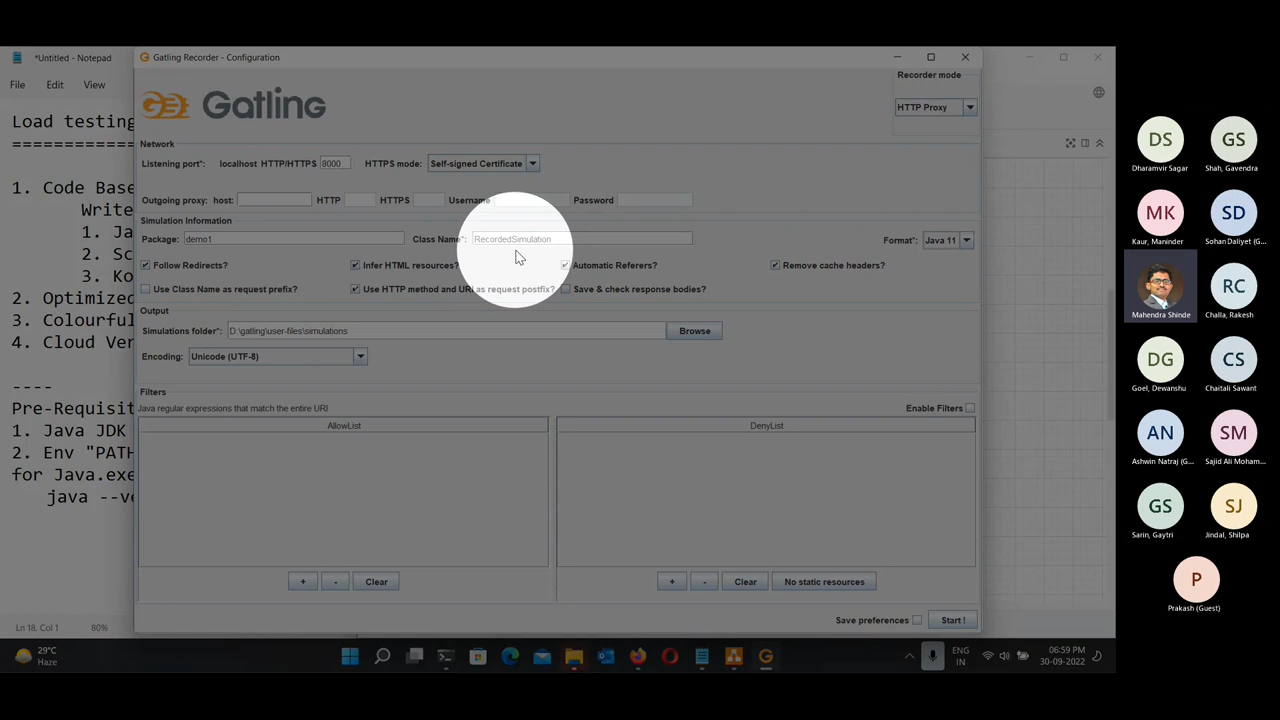 *Untitled - Notepad
File Edit View
Load testing
============
1. Code Base
Write
1. Ja
2. Sc
3. Ko
2. Optimized
3. Colourful
4. Cloud Ver
----
Pre-Requisit
1. Java JDK
2. Env "PATH
for Java.exe
java --ve
Ln 18, Col 1 80%
Gatling Recorder - Configuration
Gatling
Recorder mode
HTTP Proxy
Network
Listening port*: localhost HTTP/HTTPS 8000 HTTPS mode: Self-signed Certificate
Outgoing proxy: host: HTTP HTTPS Username Password
Simulation Information
Package: demo1 Class Name*: RecordedSimulation Format*: Java 11
Follow Redirects? Infer HTML resources? Automatic Referers? Remove cache headers?
Use Class Name as request prefix? Use HTTP method and URI as request postfix? Save & check response bodies?
Output
Simulations folder*: D:\gatling\user-files\simulations Browse
Encoding: Unicode (UTF-8)
Filters
Java regular expressions that match the entire URI Enable Filters
AllowList DenyList
+ - Clear + - Clear No static resources
Save preferences Start !
29°C
Haze
ENG
IN
06:59 PM
30-09-2022
DS GS
Dharamvir Sagar Shah, Gavendra
MK SD
Kaur, Maninder Sohan Daliyet (G...
RC
Mahendra Shinde Challa, Rakesh
DG CS
Goel, Dewanshu Chaitali Sawant
AN SM
Ashwin Natraj (G... Sajid Ali Moham...
GS SJ
Sarin, Gaytri Jindal, Shilpa
P
Prakash (Guest)